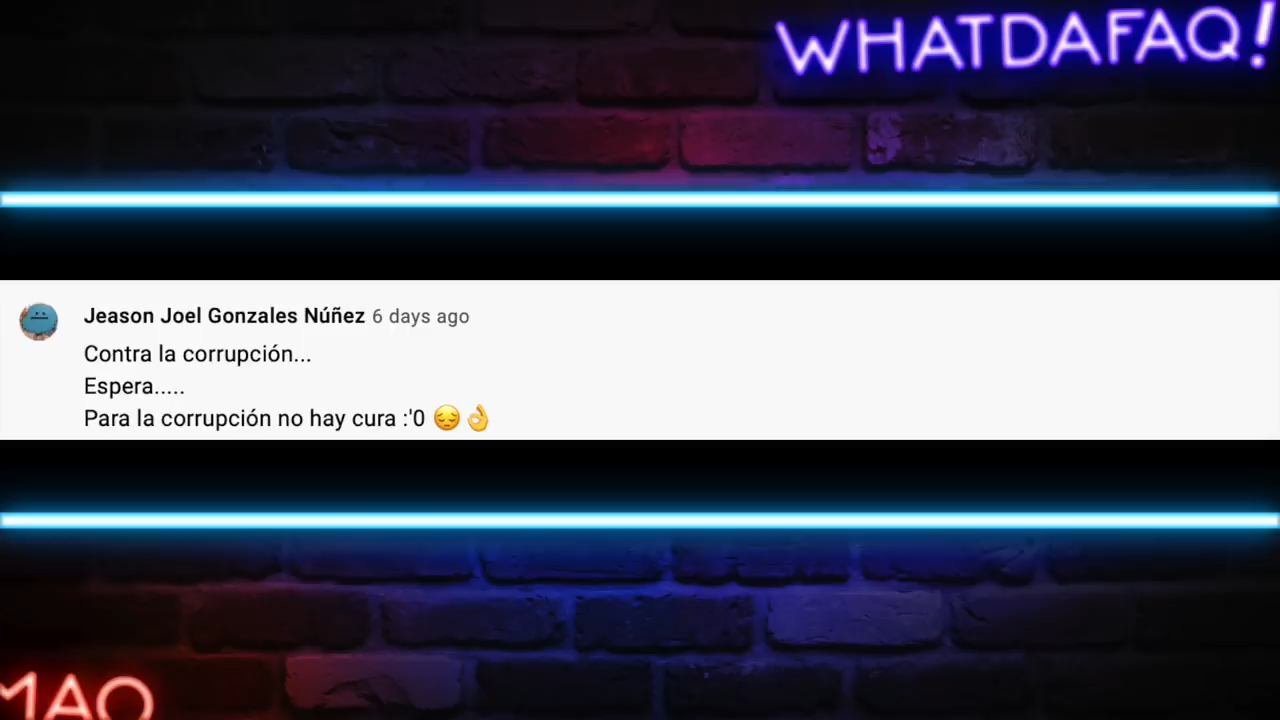 WHATDAFAQ!
Jeason Joel Gonzales Núñez 6 days ago
Contra la corrupción...
Espera.....
Para la corrupción no hay cura :'0 😔👌
MAO